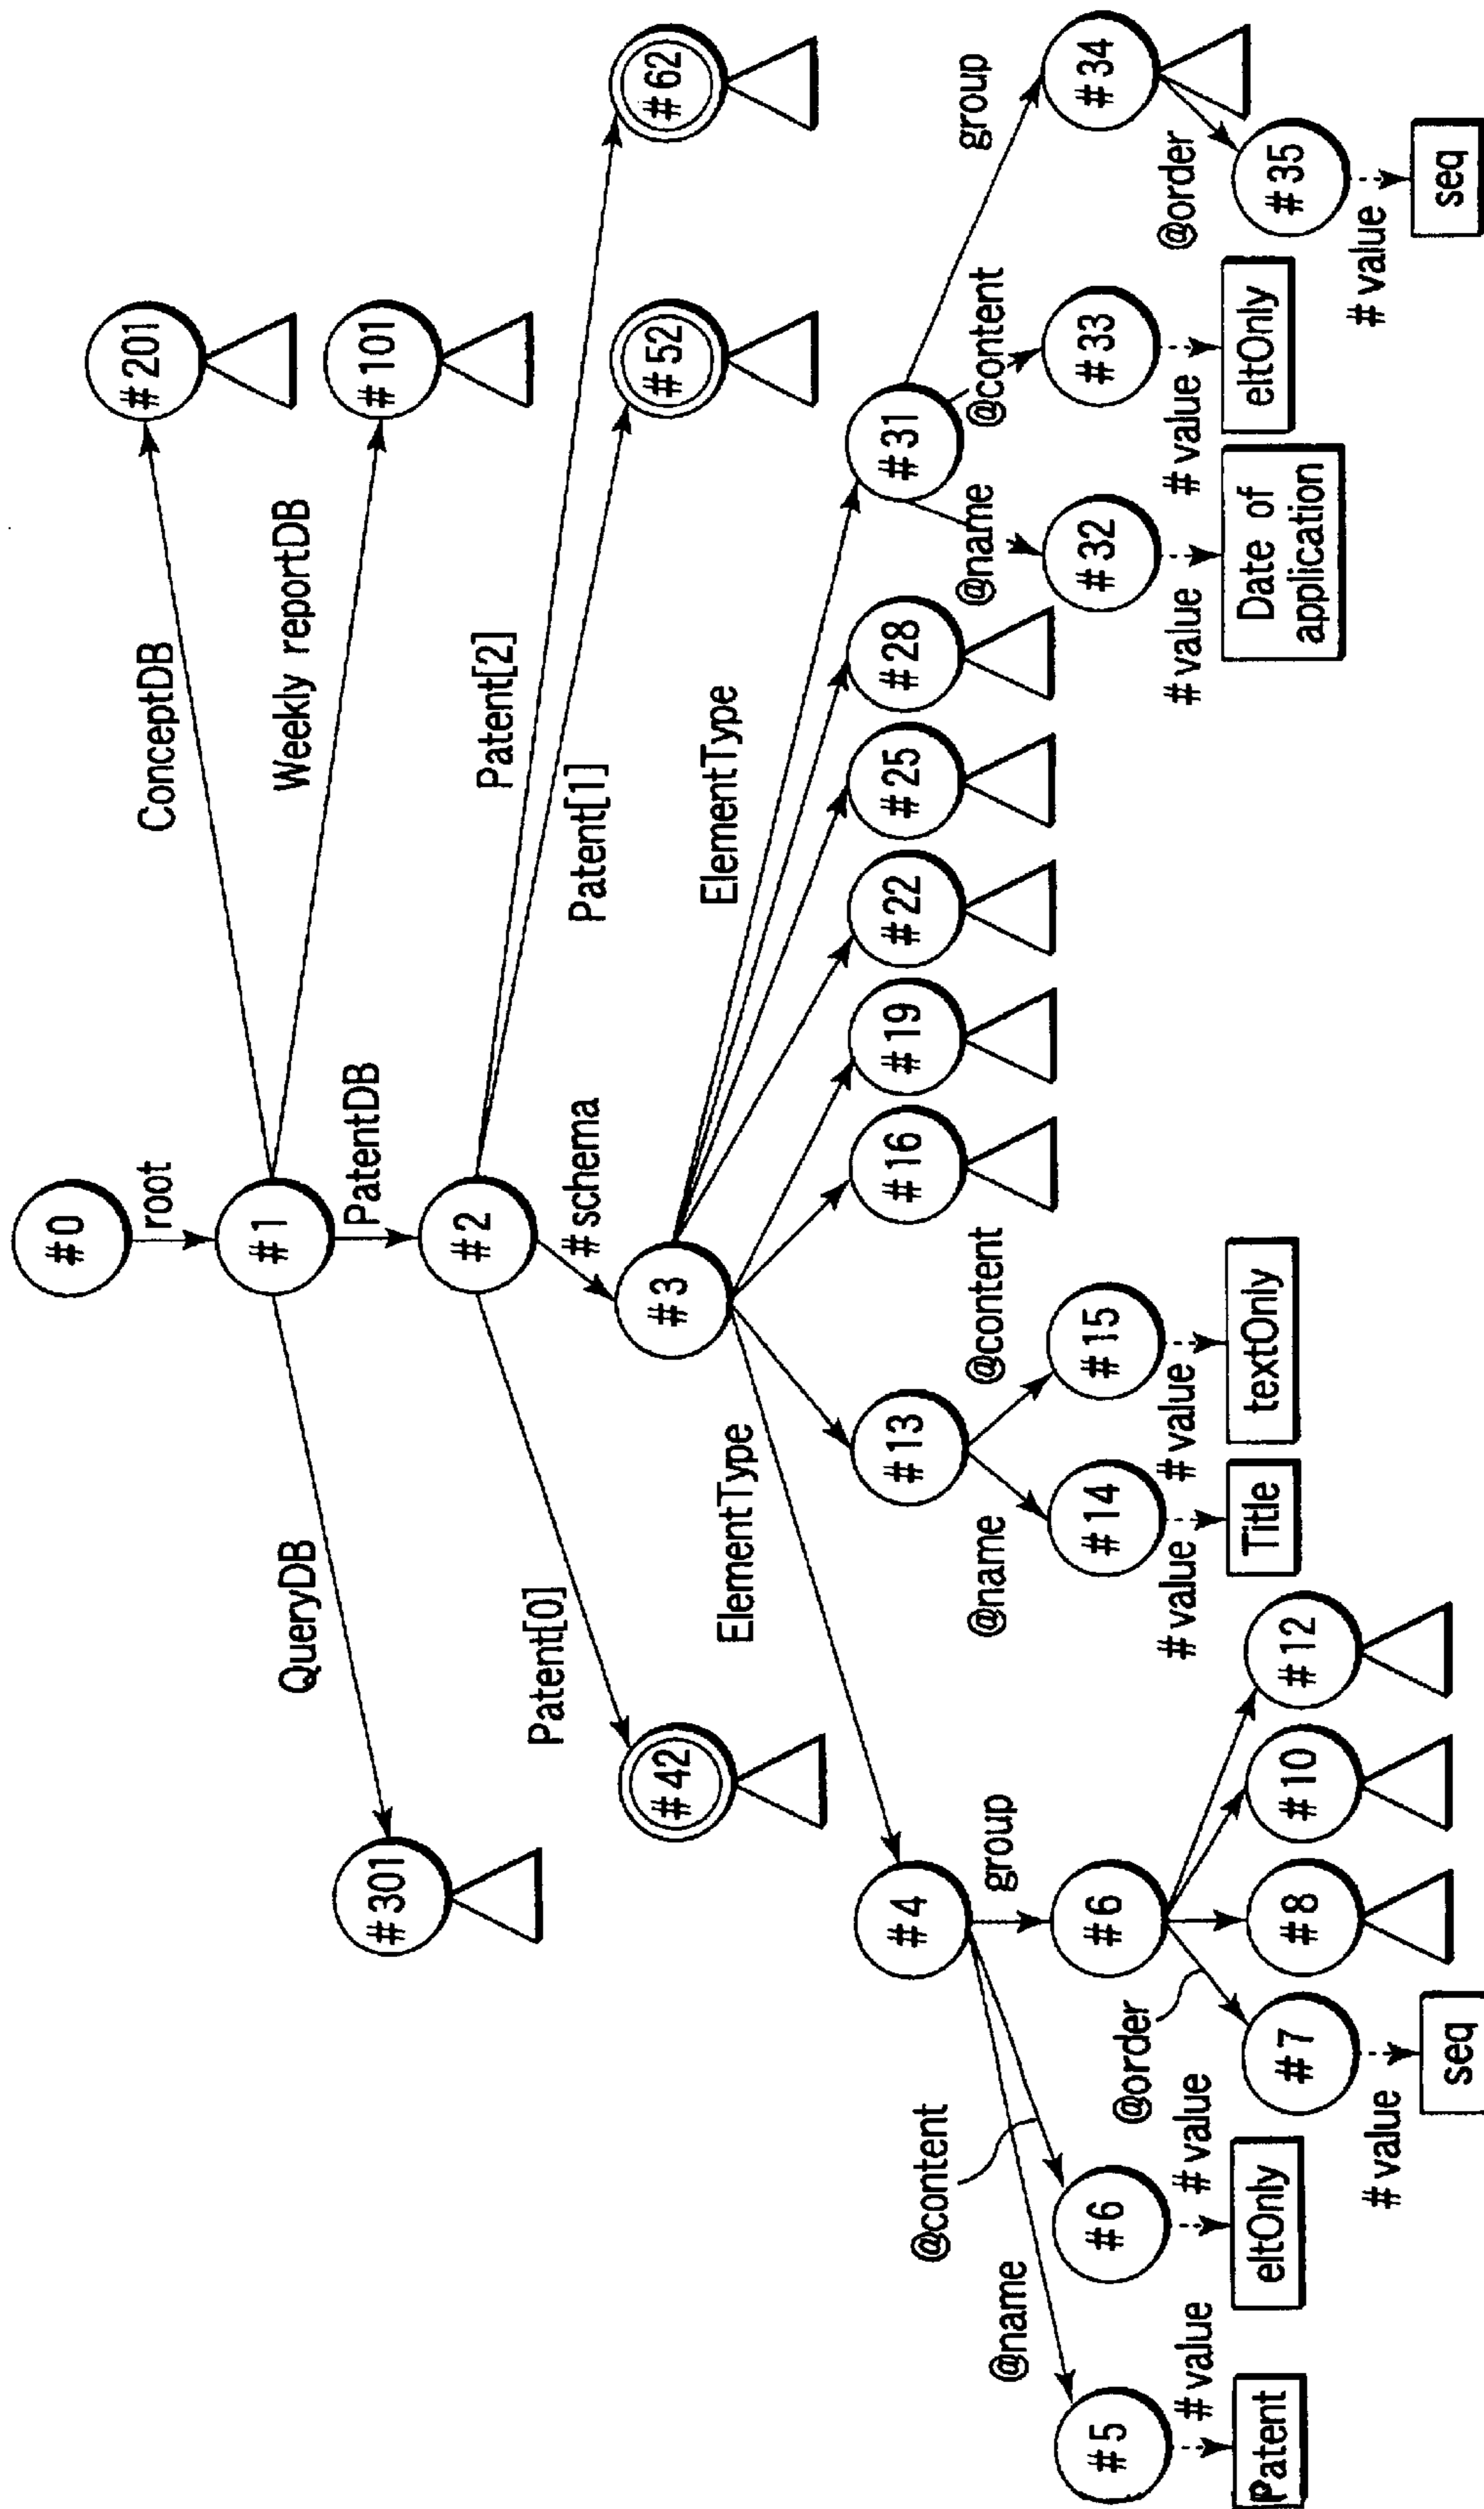 #0
root
#1
QueryDB
PatentDB
Weekly reportDB
ConceptDB
#301
#2
#101
#201
Patent[0]
#schema
Patent[1]
Patent[2]
#42
#3
#52
#62
ElementType
ElementType
#4
#13
#16
#19
#22
#25
#28
#31
@name
@content
group
@name
@content
@name
@content
group
#5
#6
#6
#14
#15
#32
#33
#34
#value
Patent
#value
eltOnly
@order
#value
Title
#value
textOnly
#value
Date of
application
#value
eltOnly
@order
#7
#8
#10
#12
#35
#value
seq
#value
seq